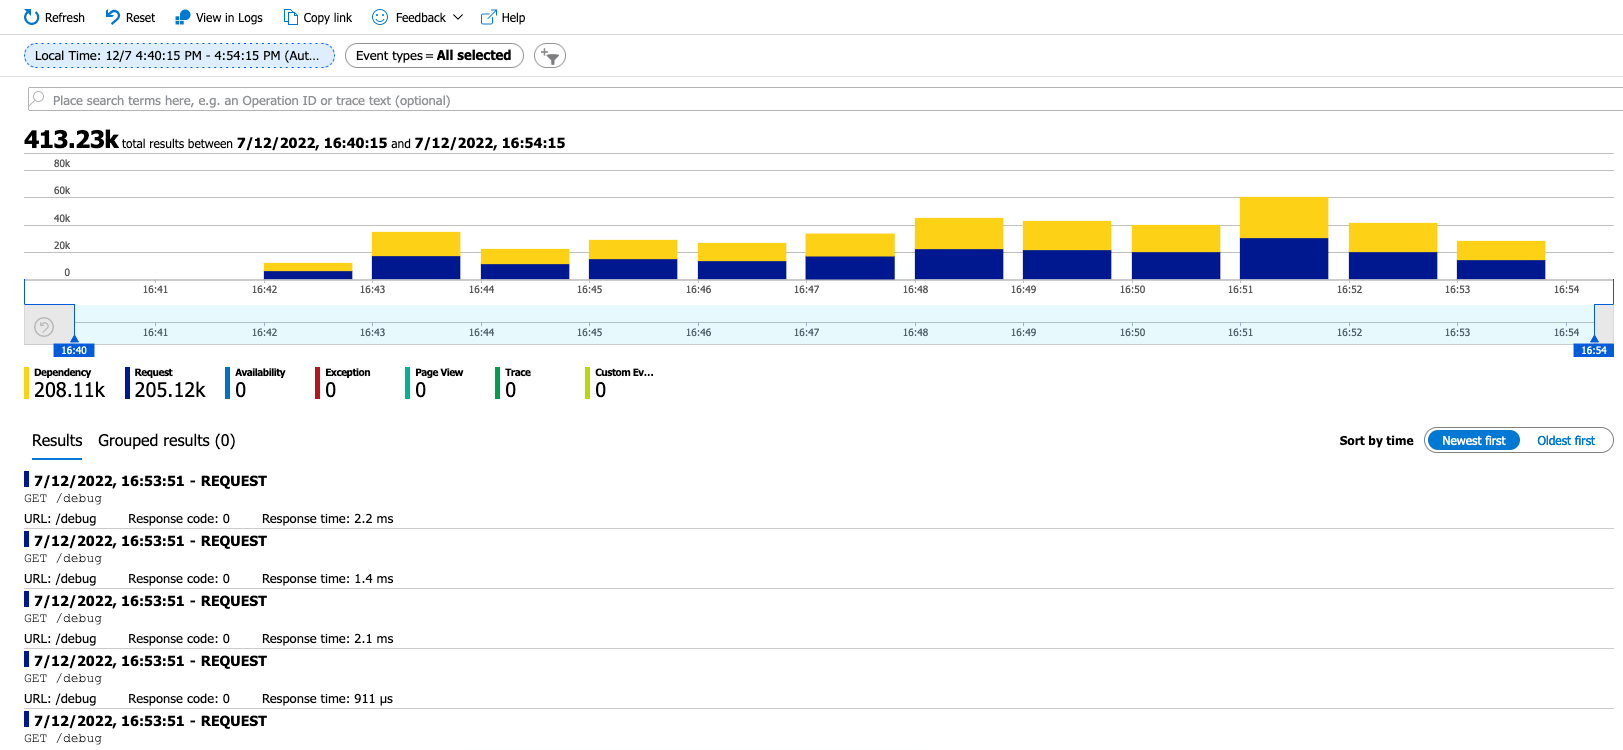 Refresh Reset View in Logs Copy link Feedback Help
Local Time: 12/7 4:40:15 PM - 4:54:15 PM (Aut... Event types = All selected
Place search terms here, e.g. an Operation ID or trace text (optional)
413.23k total results between 7/12/2022, 16:40:15 and 7/12/2022, 16:54:15
80k
60k
40k
20k
0
16:41 16:42 16:43 16:44 16:45 16:46 16:47 16:48 16:49 16:50 16:51 16:52 16:53 16:54
16:41 16:42 16:43 16:44 16:45 16:46 16:47 16:48 16:49 16:50 16:51 16:52 16:53 16:54
16:40 16:54
Dependency Request Availability Exception Page View Trace Custom Ev...
208.11k 205.12k 0 0 0 0 0
Results Grouped results (0) Sort by time Newest first Oldest first
7/12/2022, 16:53:51 - REQUEST
GET /debug
URL: /debug Response code: 0 Response time: 2.2 ms
7/12/2022, 16:53:51 - REQUEST
GET /debug
URL: /debug Response code: 0 Response time: 1.4 ms
7/12/2022, 16:53:51 - REQUEST
GET /debug
URL: /debug Response code: 0 Response time: 2.1 ms
7/12/2022, 16:53:51 - REQUEST
GET /debug
URL: /debug Response code: 0 Response time: 911 µs
7/12/2022, 16:53:51 - REQUEST
GET /debug